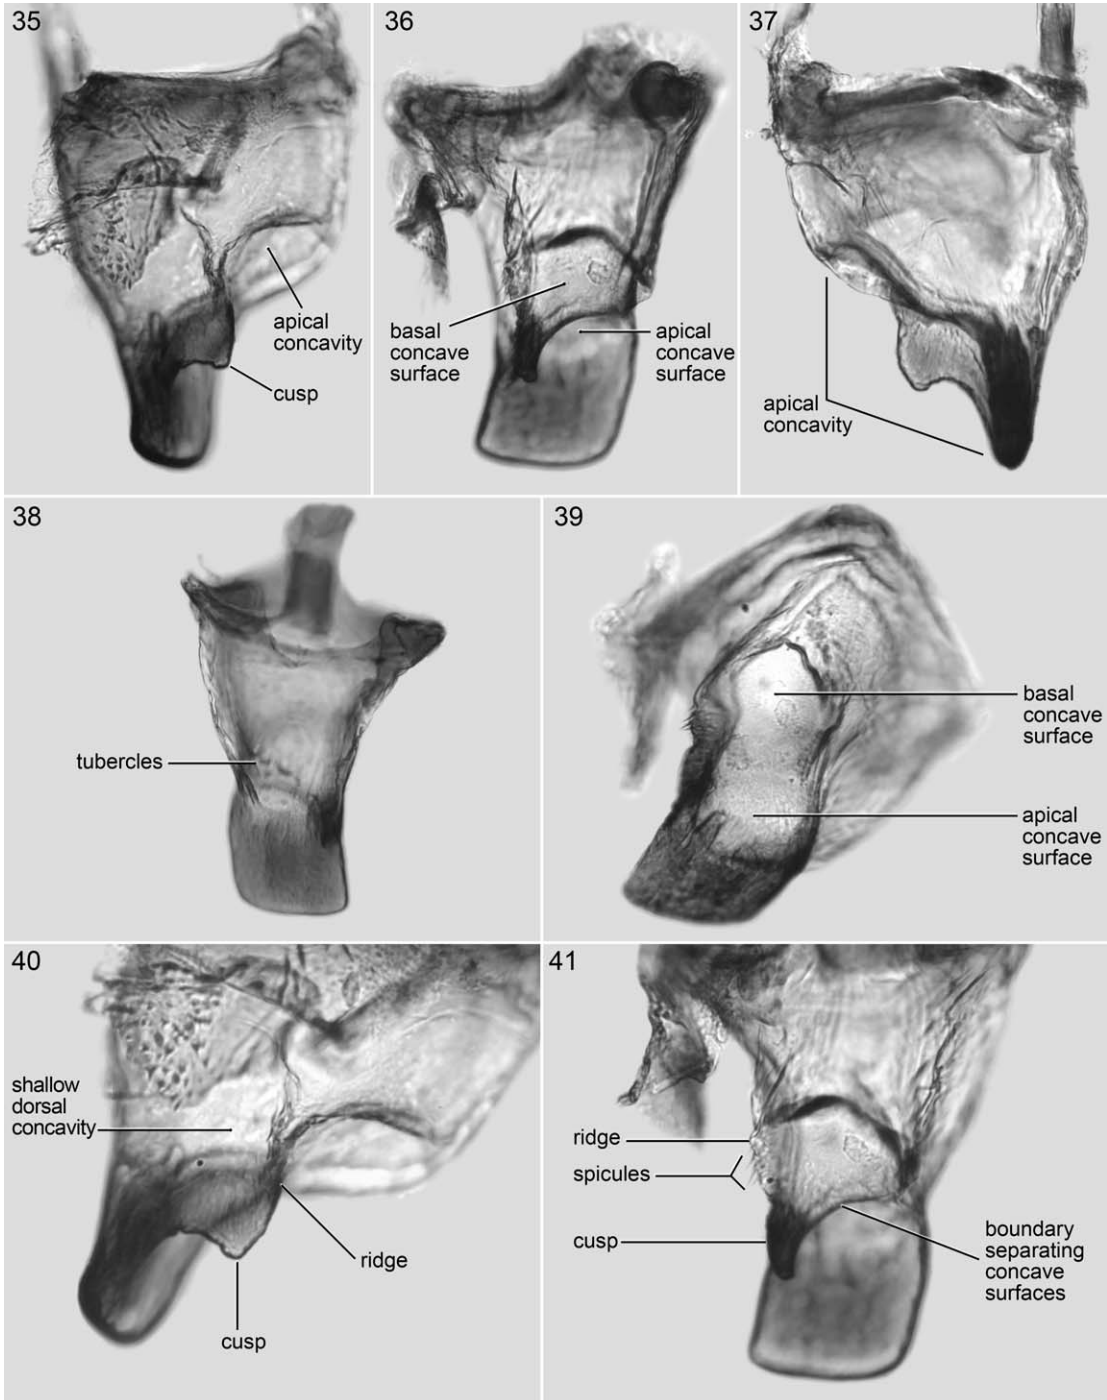 35
apical
concavity
cusp
36
basal
concave
surface
apical
concave
surface
37
apical
concavity
38
tubercles
39
basal
concave
surface
apical
concave
surface
40
shallow
dorsal
concavity
ridge
cusp
41
ridge
spicules
cusp
boundary
separating
concave
surfaces